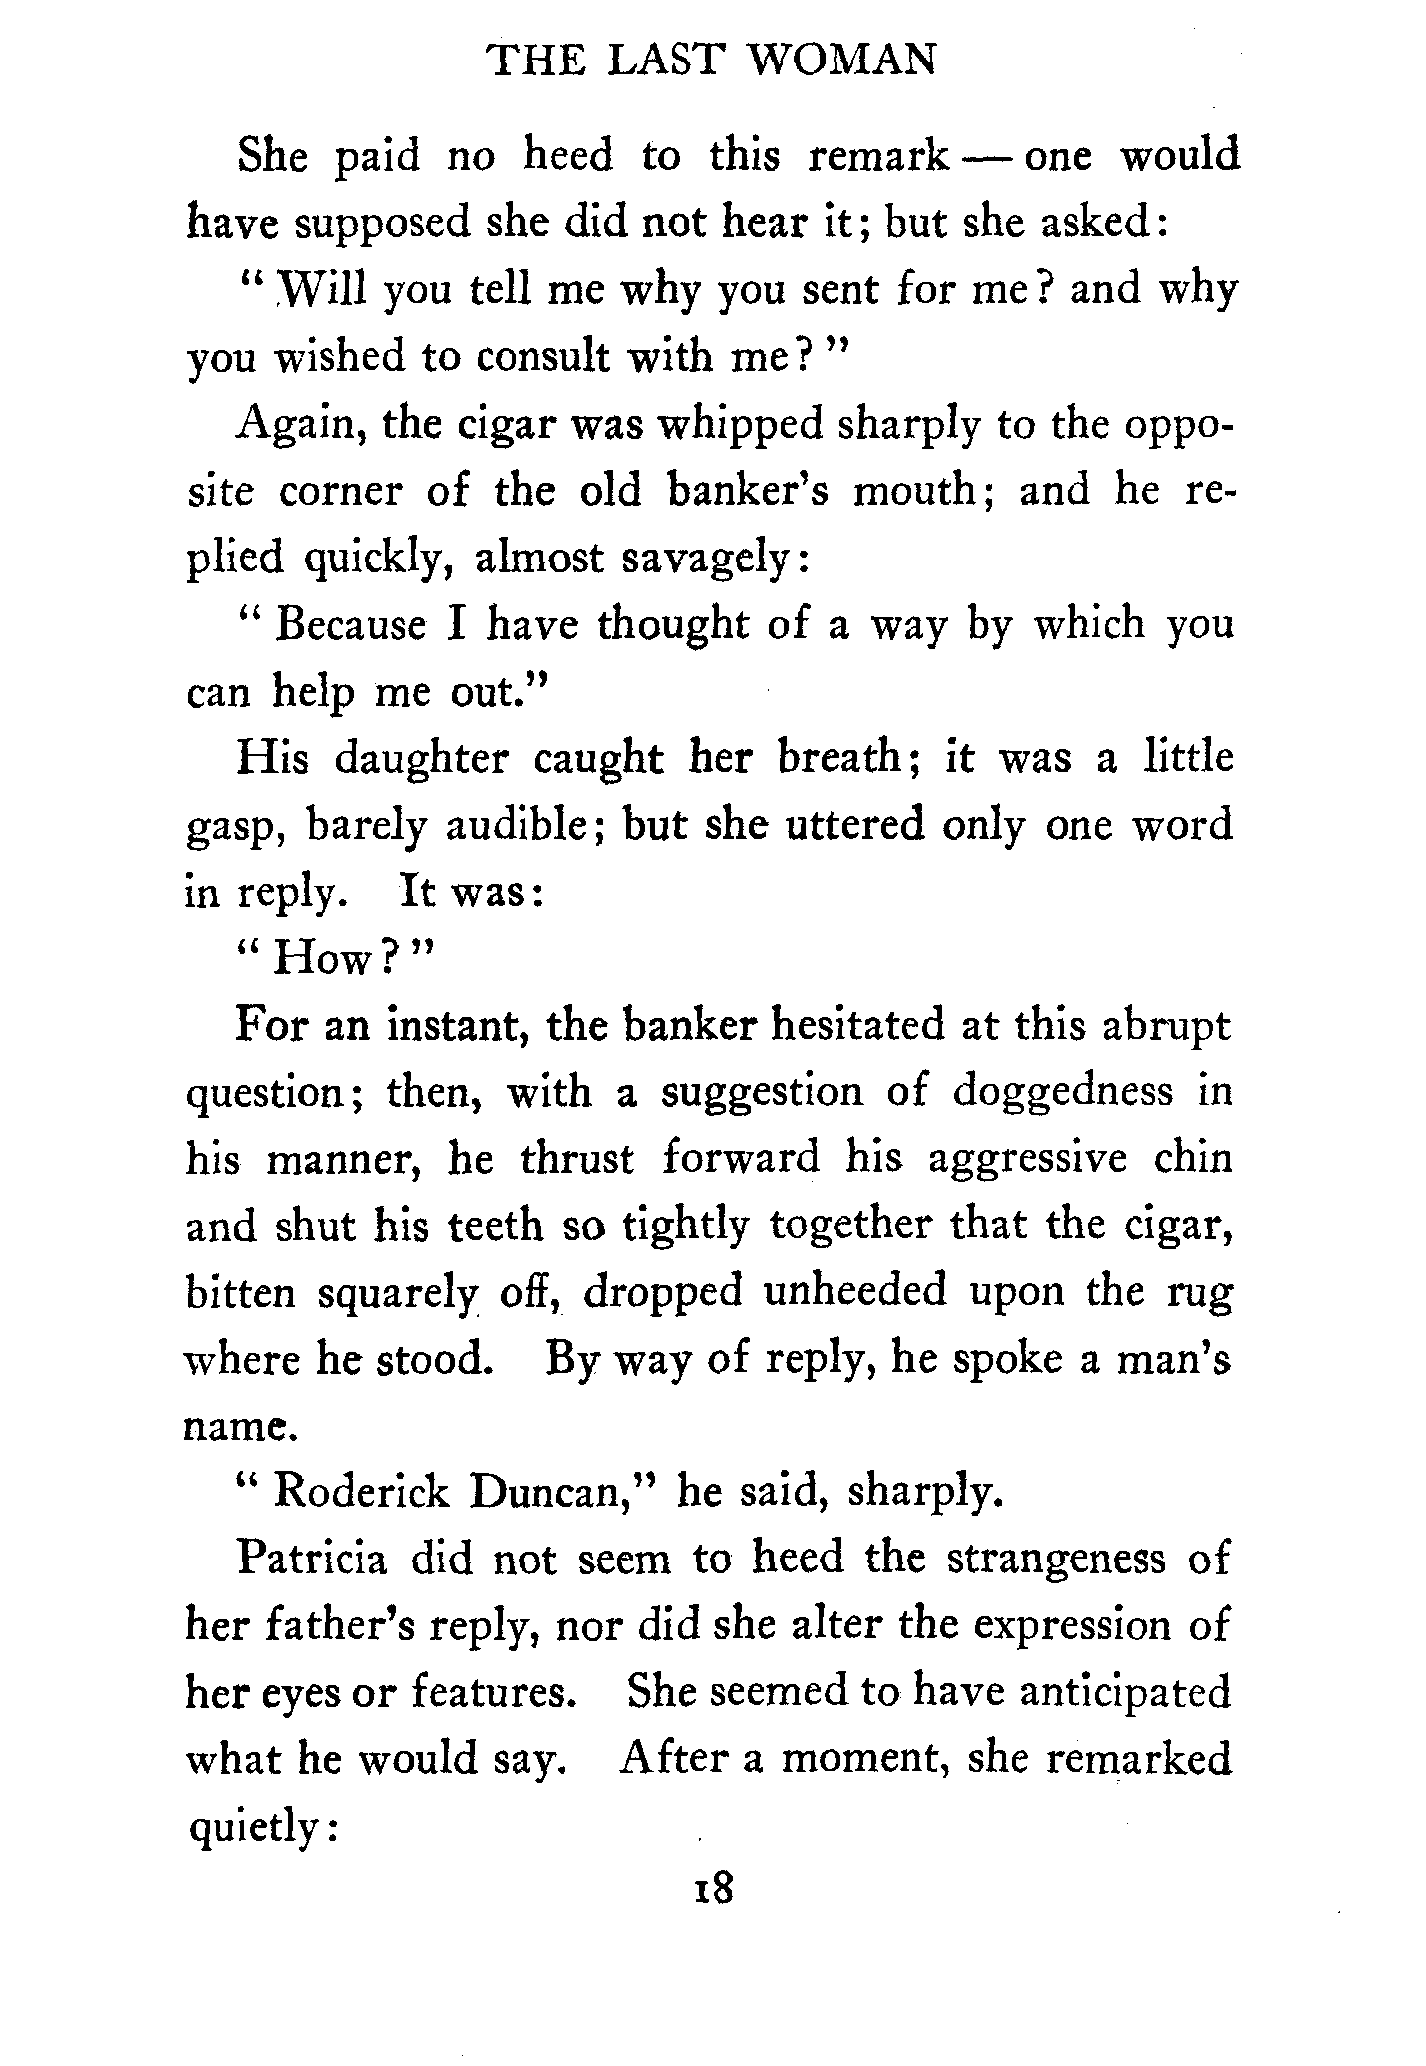 THE LAST WOMAN
She paid no heed to this remark — one would
have supposed she did not hear it; but she asked:
" Will you tell me why you sent for me? and why
you wished to consult with me? "
Again, the cigar was whipped sharply to the oppo-
site corner of the old banker's mouth; and he re-
plied quickly, almost savagely:
" Because I have thought of a way by which you
can help me out."
His daughter caught her breath; it was a little
gasp, barely audible; but she uttered only one word
in reply. It was:
" How? "
For an instant, the banker hesitated at this abrupt
question; then, with a suggestion of doggedness in
his manner, he thrust forward his aggressive chin
and shut his teeth so tightly together that the cigar,
bitten squarely off, dropped unheeded upon the rug
where he stood. By way of reply, he spoke a man's
name.
" Roderick Duncan," he said, sharply.
Patricia did not seem to heed the strangeness of
her father's reply, nor did she alter the expression of
her eyes or features. She seemed to have anticipated
what he would say. After a moment, she remarked
quietly:
18